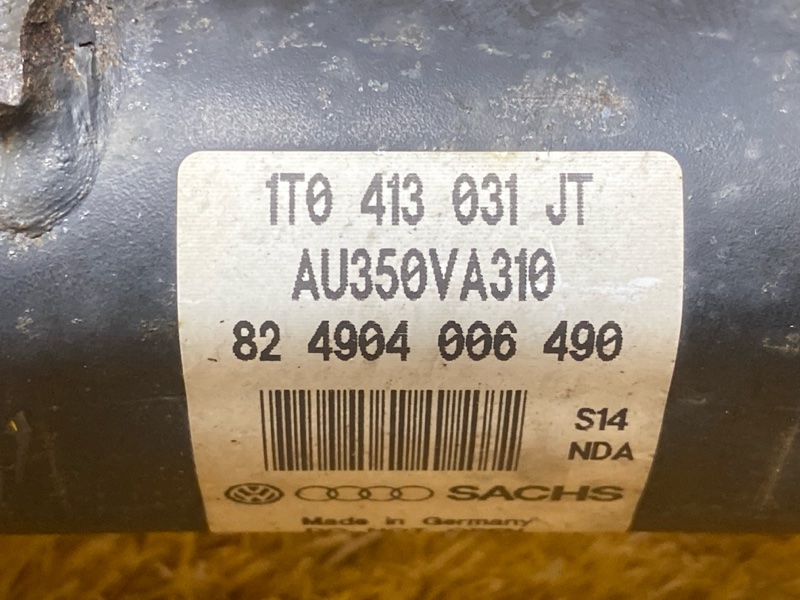 1T0 413 031 JT
AU350VA310
82 4904 006 490
S14
NDA
SACHS
Made in Germany